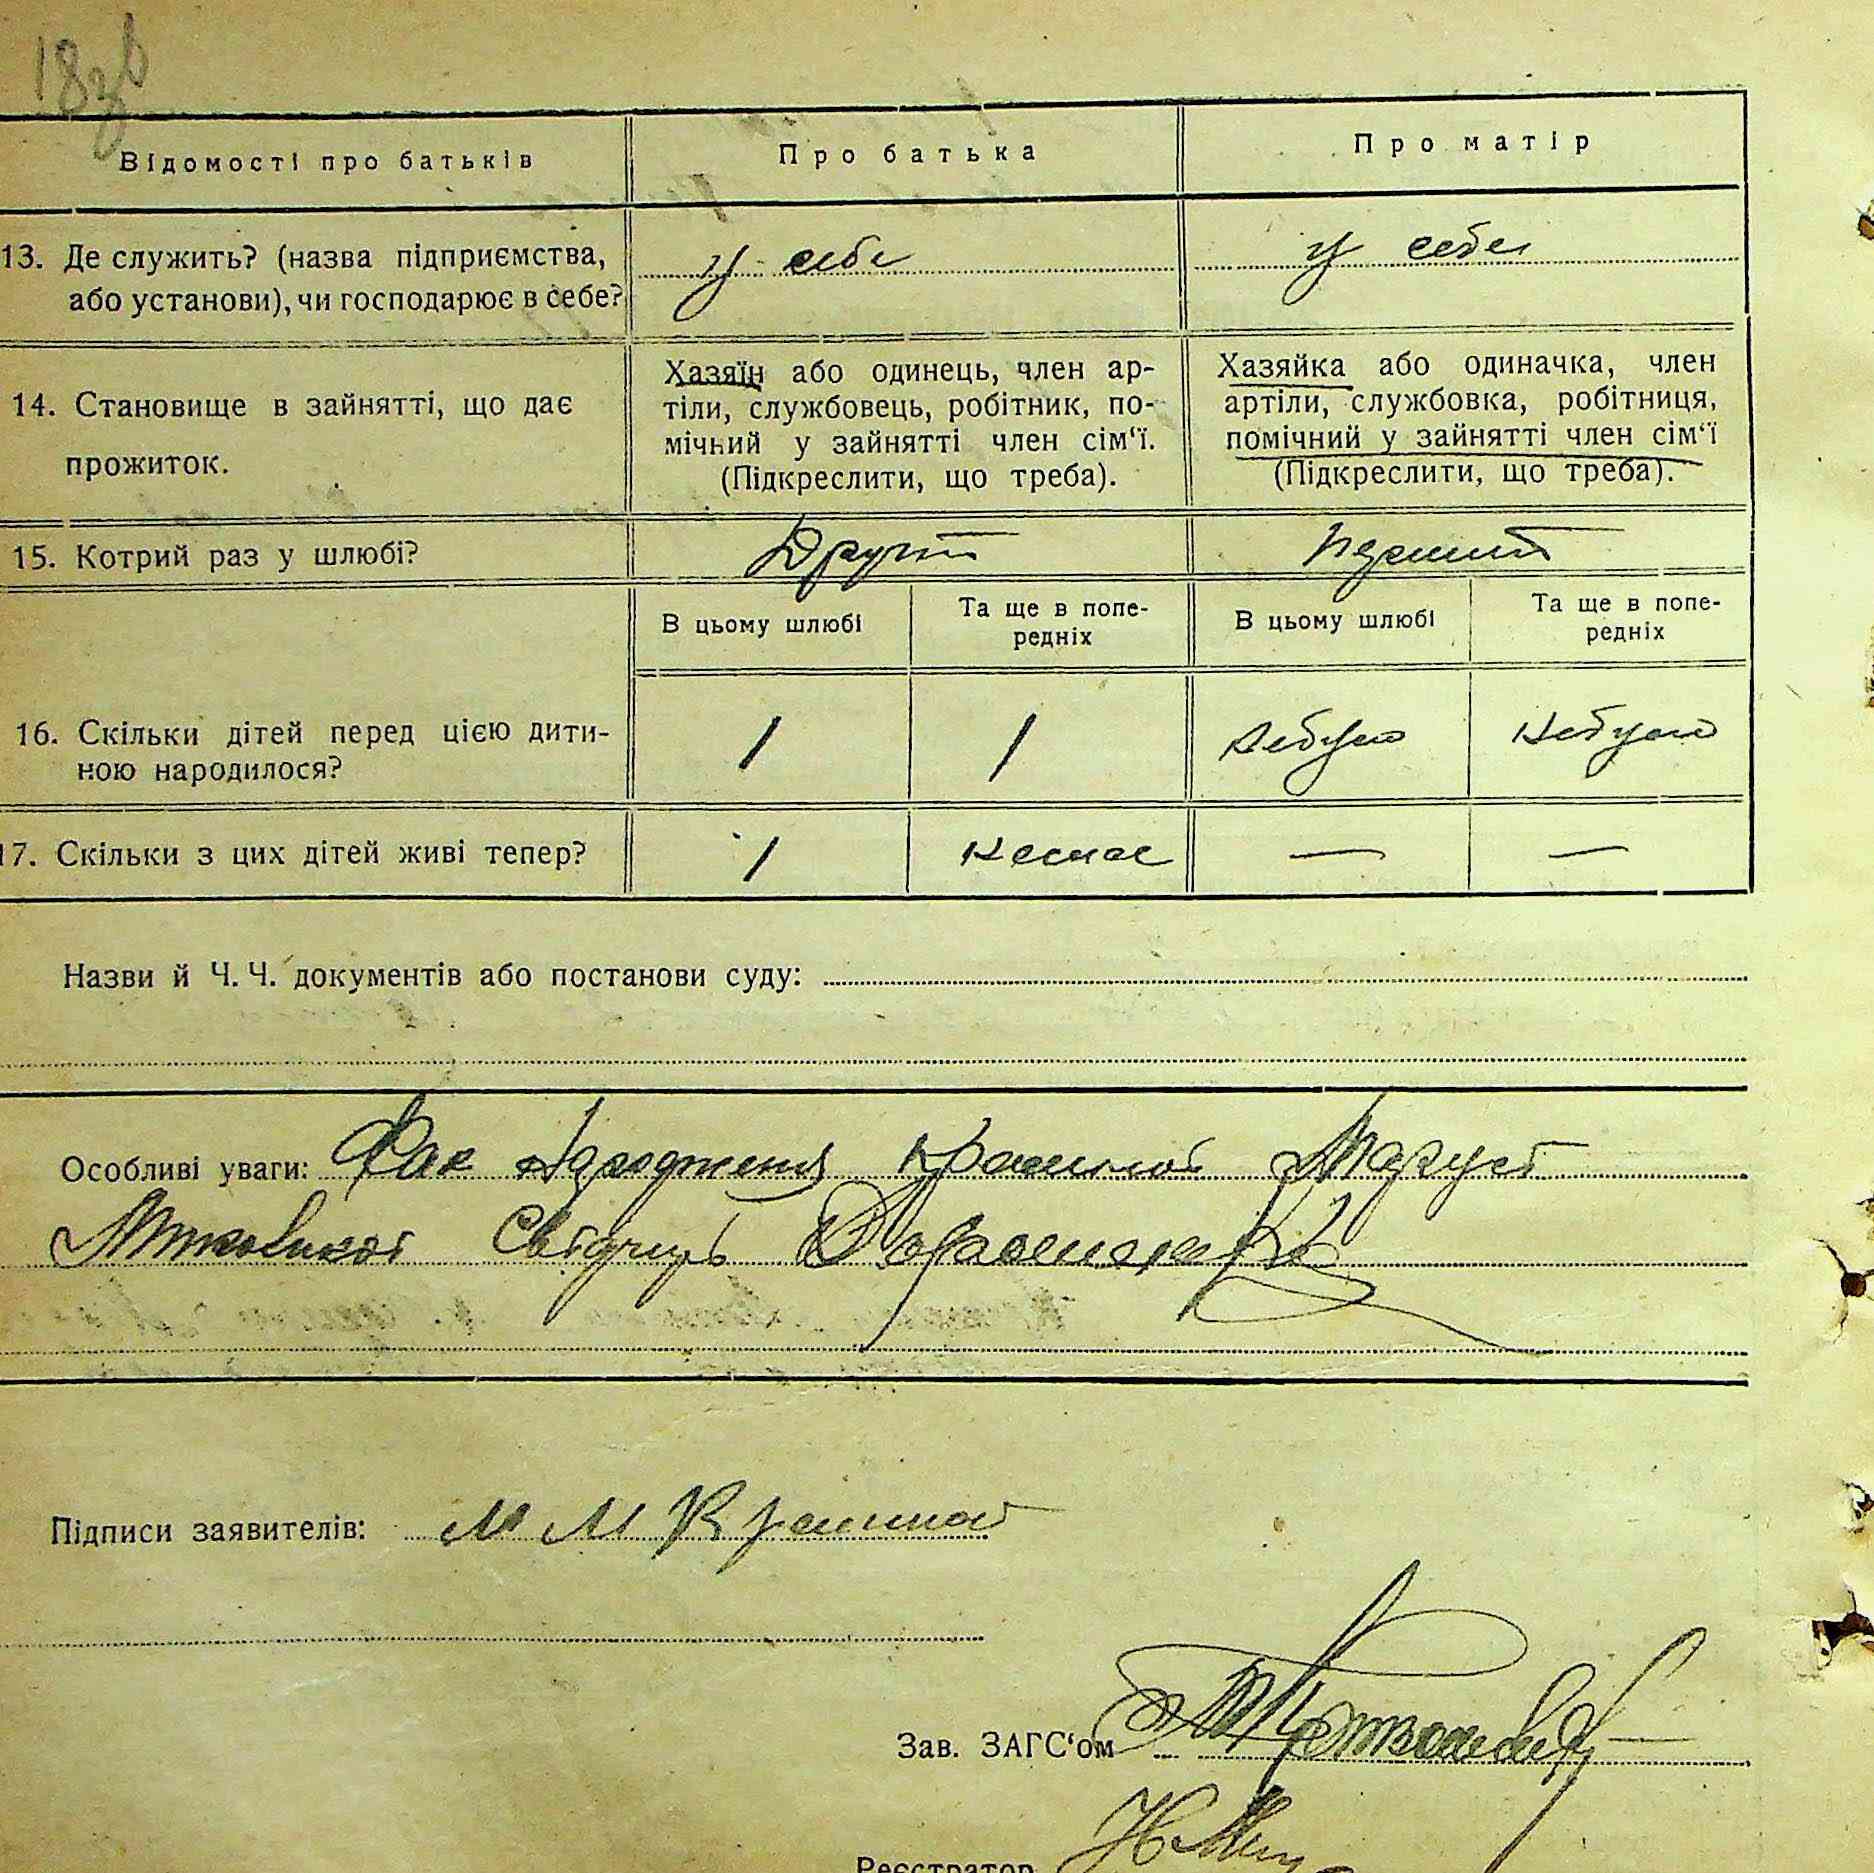 18зв
Відомості про батьків
Про батька
Про матір
13. Де служить? (назва підприємства, або установи), чи господарює в себе?
у себе
у себе
14. Становище в зайнятті, що дає прожиток.
Хазяїн або одинець, член ар-
тіли, службовець, робітник, по-
мічний у зайнятті член сім'ї.
(Підкреслити, що треба).
Хазяйка або одиначка, член
артіли, службовка, робітниця,
помічний у зайнятті член сім'ї
(Підкреслити, що треба).
15. Котрий раз у шлюбі?
Другий
Перший
В цьому шлюбі
Та ще в попе-
редніх
В цьому шлюбі
Та ще в попе-
редніх
16. Скільки дітей перед цією дити-
ною народилося?
1
1
небуло
небуло
17. Скільки з цих дітей живі тепер?
1
немає
—
—
Назви й Ч. Ч. документів або постанови суду:
Особливі уваги: Фак
Свідчить
Підписи заявителів: М М
Зав. ЗАГС'ом
Реєстратор